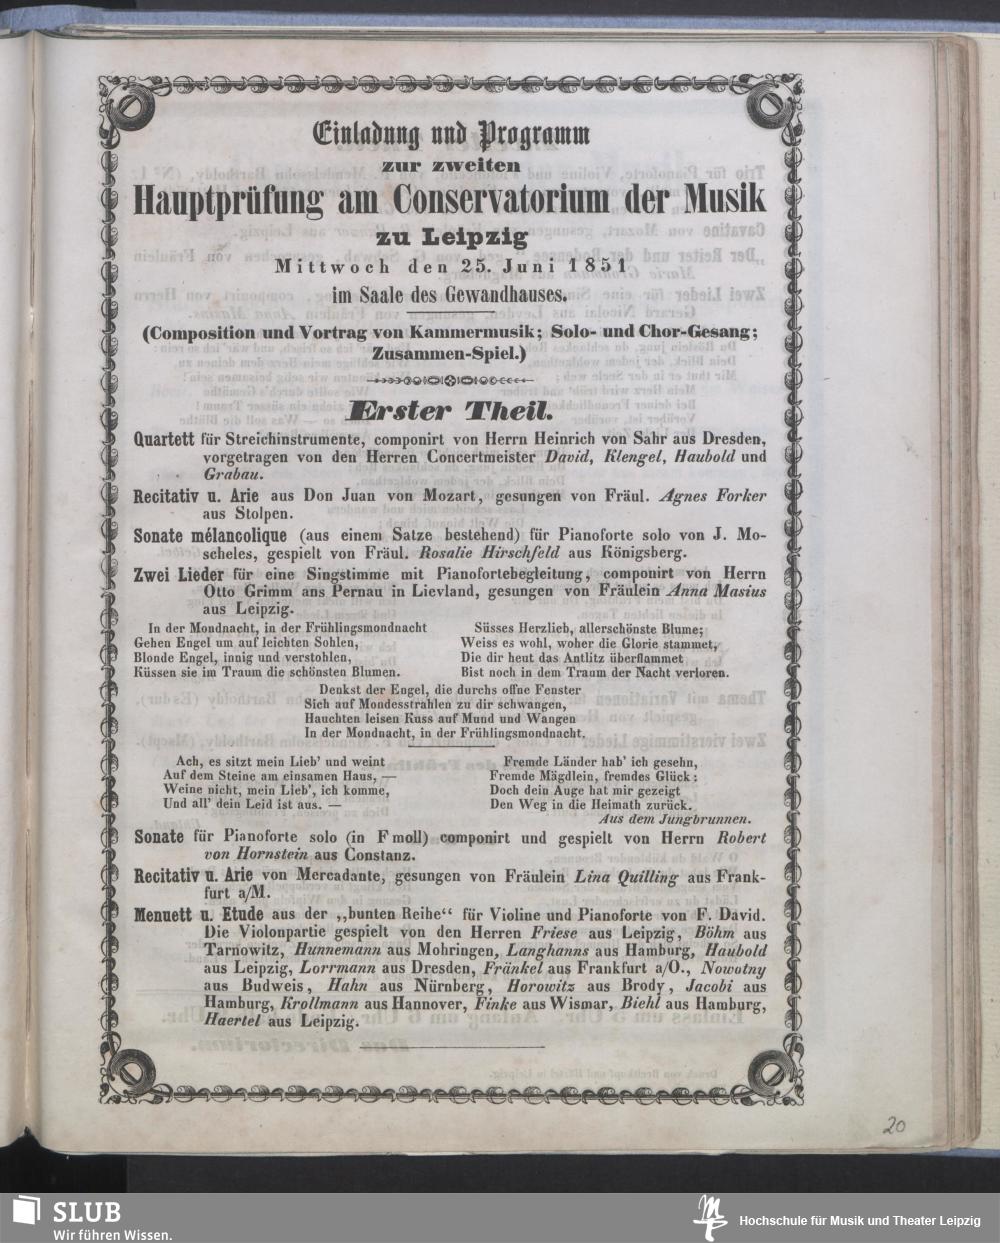 Einladung und Programm
zur zweiten
Hauptprüfung am Conservatorium der Musik
zu Leipzig
Mittwoch den 25. Juni 1851
im Saale des Gewandhauses.
(Composition und Vortrag von Kammermusik; Solo- und Chor-Gesang;
Zusammen-Spiel.)
Erster Theil.
Quartett für Streichinstrumente, componirt von Herrn Heinrich von Sahr aus Dresden,
vorgetragen von den Herren Concertmeister David, Klengel, Haubold und
Grabau.
Recitativ u. Arie aus Don Juan von Mozart, gesungen von Fräul. Agnes Forker
aus Stolpen.
Sonate mélancolique (aus einem Satze bestehend) für Pianoforte solo von J. Mo-
scheles, gespielt von Fräul. Rosalie Hirschfeld aus Königsberg.
Zwei Lieder für eine Singstimme mit Pianofortebegleitung, componirt von Herrn
Otto Grimm ans Pernau in Lievland, gesungen von Fräulein Anna Masius
aus Leipzig.
In der Mondnacht, in der Frühlingsmondnacht
Gehen Engel um auf leichten Sohlen,
Blonde Engel, innig und verstohlen,
Küssen sie im Traum die schönsten Blumen.
Süsses Herzlieb, allerschönste Blume;
Weiss es wohl, woher die Glorie stammet,
Die dir heut das Antlitz überflammet
Bist noch in dem Traum der Nacht verloren.
Denkst der Engel, die durchs offne Fenster
Sich auf Mondesstrahlen zu dir schwangen,
Hauchten leisen Kuss auf Mund und Wangen
In der Mondnacht, in der Frühlingsmondnacht.
Ach, es sitzt mein Lieb' und weint
Auf dem Steine am einsamen Haus, —
Weine nicht, mein Lieb', ich komme,
Und all' dein Leid ist aus. —
Fremde Länder hab' ich gesehn,
Fremde Mägdlein, fremdes Glück:
Doch dein Auge hat mir gezeigt
Den Weg in die Heimath zurück.
Aus dem Jungbrunnen.
Sonate für Pianoforte solo (in F moll) componirt und gespielt von Herrn Robert
von Hornstein aus Constanz.
Recitativ u. Arie von Mercadante, gesungen von Fräulein Lina Quilling aus Frank-
furt a/M.
Menuett u. Etude aus der „bunten Reihe“ für Violine und Pianoforte von F. David.
Die Violonpartie gespielt von den Herren Friese aus Leipzig, Böhm aus
Tarnowitz, Hunnemann aus Mohringen, Langhanns aus Hamburg, Haubold
aus Leipzig, Lorrmann aus Dresden, Fränkel aus Frankfurt a/O., Nowotny
aus Budweis, Hahn aus Nürnberg, Horowitz aus Brody, Jacobi aus
Hamburg, Krollmann aus Hannover, Finke aus Wismar, Biehl aus Hamburg,
Haertel aus Leipzig.
20
SLUB
Wir führen Wissen.
Hochschule für Musik und Theater Leipzig